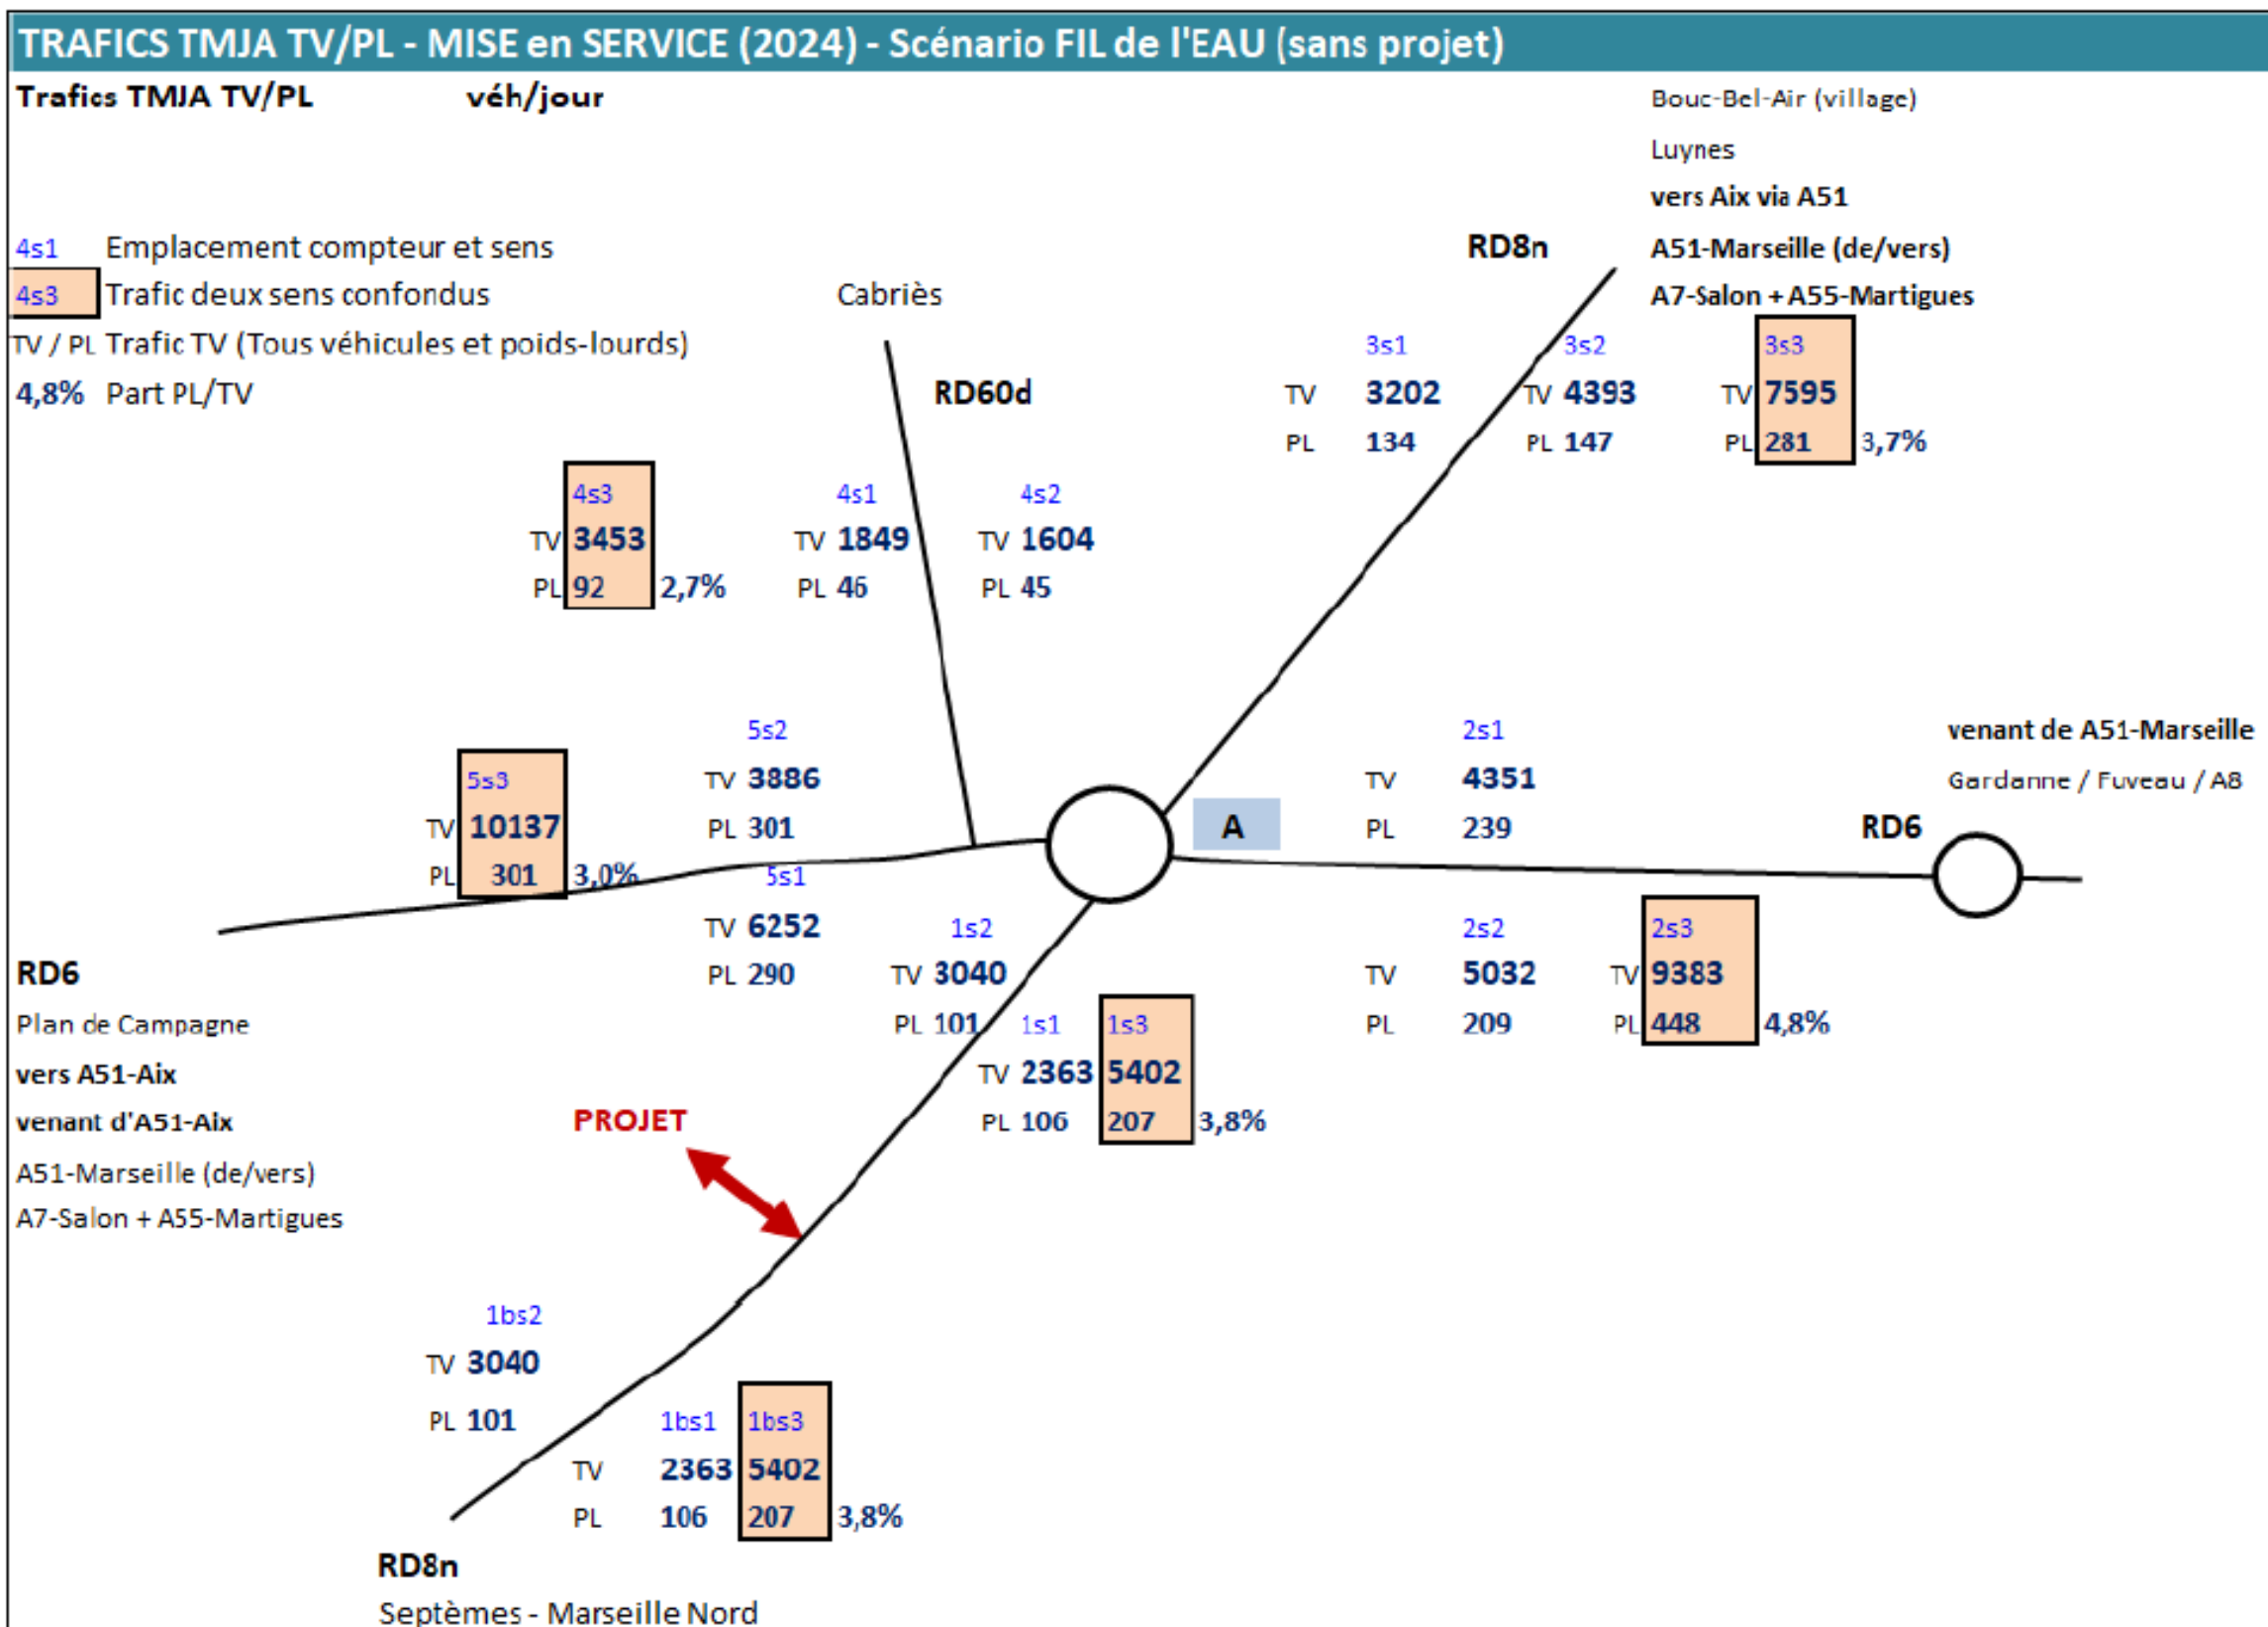 TRAFICS TMJA TV/PL - MISE en SERVICE (2024) - Scénario FIL de l'EAU (sans projet)
Trafics TMJA TV/PL véh/jour
Bouc-Bel-Air (village)
Luynes
vers Aix via A51
A51-Marseille (de/vers)
A7-Salon + A55-Martigues
RD8n
4s1 Emplacement compteur et sens
4s3 Trafic deux sens confondus
TV / PL Trafic TV (Tous véhicules et poids-lourds)
4,8% Part PL/TV
Cabriès
RD60d
3s1 3s2 3s3
TV 3202 TV 4393 TV 7595
PL 134 PL 147 PL 281 3,7%
4s3 4s1 4s2
TV 3453 TV 1849 TV 1604
PL 92 2,7% PL 46 PL 45
5s2
TV 3886
PL 301
5s3
TV 10137
PL 301 3,0%
5s1
TV 6252
PL 290
A
2s1
TV 4351
PL 239
venant de A51-Marseille
Gardanne / Fuveau / A8
RD6
2s2 2s3
TV 5032 TV 9383
PL 209 PL 448 4,8%
1s2
TV 3040
PL 101
1s1 1s3
TV 2363 5402
PL 106 207 3,8%
RD6
Plan de Campagne
vers A51-Aix
venant d'A51-Aix
A51-Marseille (de/vers)
A7-Salon + A55-Martigues
PROJET
1bs2
TV 3040
PL 101
1bs1 1bs3
TV 2363 5402
PL 106 207 3,8%
RD8n
Septèmes - Marseille Nord